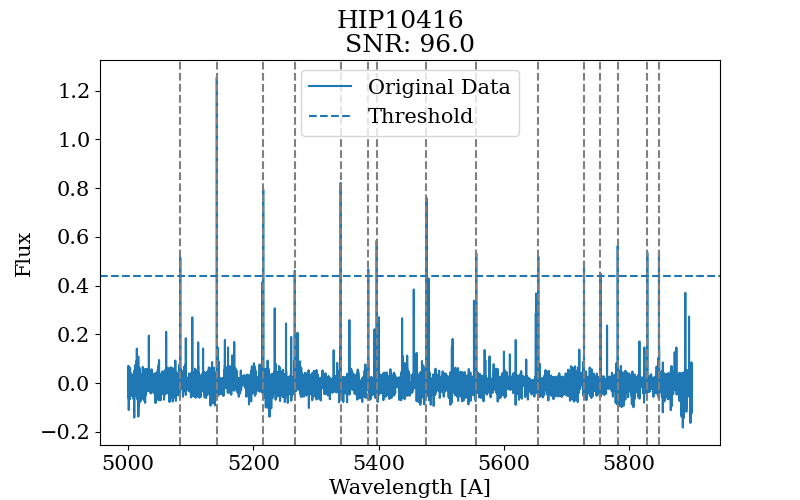 HIP10416
SNR: 96.0
Original Data
Threshold
1.2
1.0
0.8
0.6
0.4
0.2
0.0
−0.2
Flux
5000 5200 5400 5600 5800
Wavelength [A]